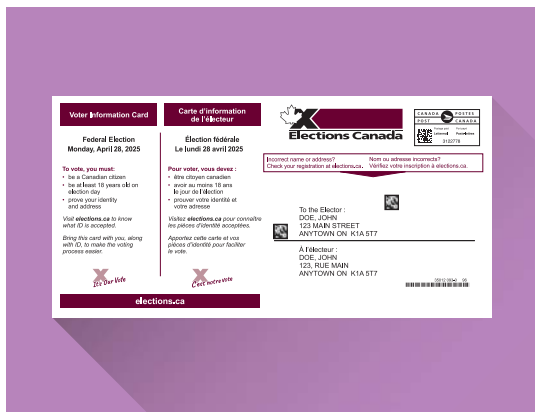 Voter Information Card
Federal Election
Monday, April 28, 2025
To vote, you must:
• be a Canadian citizen
• be at least 18 years old on
election day
• prove your identity
and address
Visit elections.ca to know
what ID is accepted.
Bring this card with you, along
with ID, to make the voting
process easier.
It's Our Vote
Carte d'information
de l'électeur
Élection fédérale
Le lundi 28 avril 2025
Pour voter, vous devez :
• être citoyen canadien
• avoir au moins 18 ans
le jour de l'élection
• prouver votre identité et
votre adresse
Visitez elections.ca pour connaître
les pièces d'identité acceptées.
Apportez cette carte et vos
pièces d'identité pour faciliter
le vote.
C'est notre vote
elections.ca
Elections Canada
CANADA POSTES
POST CANADA
3102778
Incorrect name or address?
Check your registration at elections.ca.
Nom ou adresse incorrects?
Vérifiez votre inscription à elections.ca.
To the Elector :
DOE, JOHN
123 MAIN STREET
ANYTOWN ON K1A 5T7
À l'électeur :
DOE, JOHN
123, RUE MAIN
ANYTOWN ON K1A 5T7